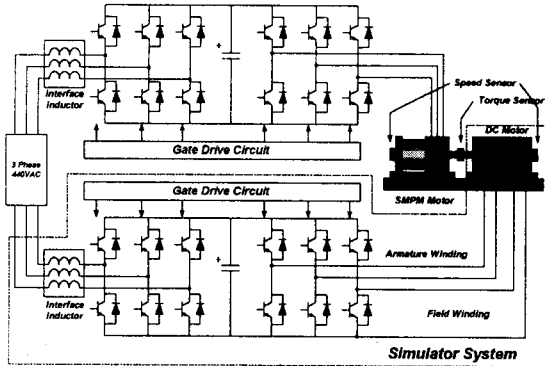 Interface
Inductor
+
Speed Sensor
Torque Sensor
DC Motor
Gate Drive Circuit
3 Phase
440VAC
Gate Drive Circuit
SMPM Motor
Armature Winding
+
Interface
Inductor
Field Winding
Simulator System